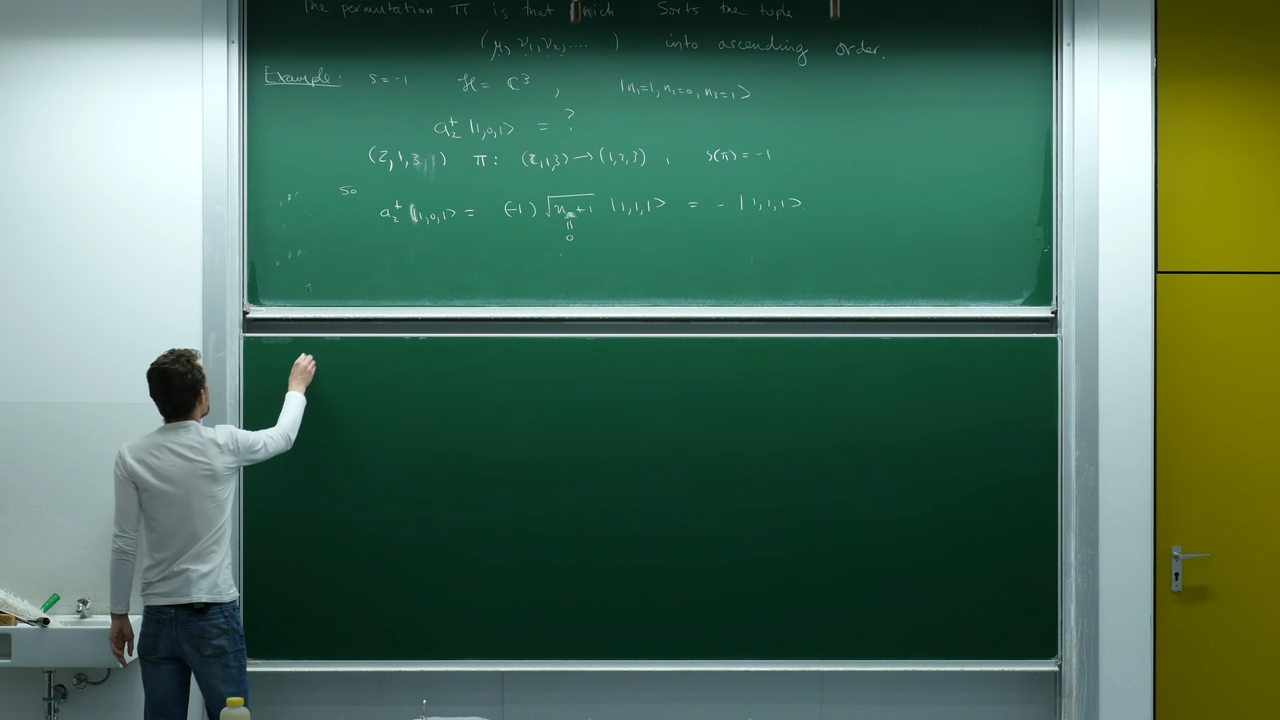 The permutation π is that which sorts the tuple
(μ, ν₁, ν₂, .... ) into ascending order.
Example: s = -1 ℋ = ℂ³ , |n₁=1, n₂=0, n₃=1>
a₂⁺ |1,0,1> = ?
(2,1,3) π: (2,1,3) → (1,2,3) , s(π) = -1
so
a₂⁺ |1,0,1> = (-1) √(n₂+1) |1,1,1> = - |1,1,1>
=
0